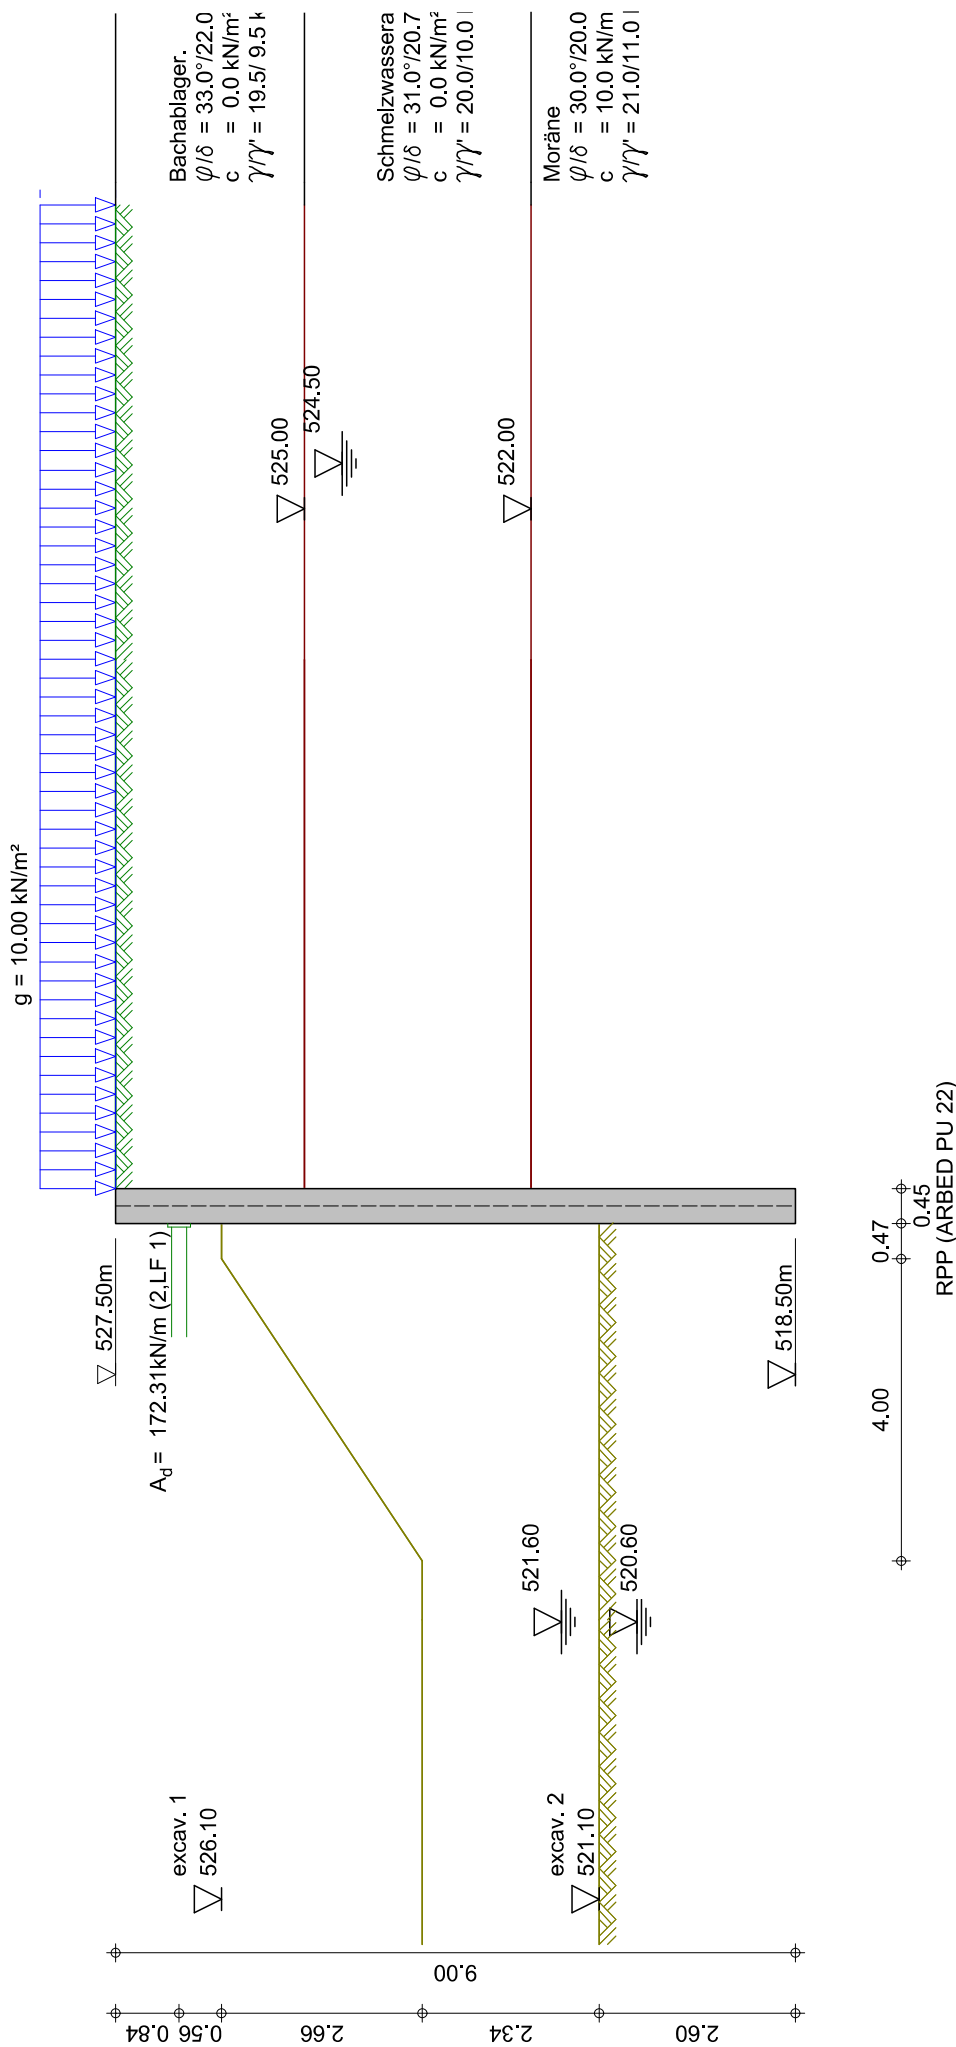 g = 10.00 kN/m²
Bachablager.
φ/δ = 33.0°/22.0
c = 0.0 kN/m²
γ/γ' = 19.5/ 9.5 k
Schmelzwassera
φ/δ = 31.0°/20.7
c = 0.0 kN/m²
γ/γ' = 20.0/10.0
Moräne
φ/δ = 30.0°/20.0
c = 10.0 kN/m
γ/γ' = 21.0/11.0
525.00
524.50
522.00
527.50m
A_d = 172.31kN/m (2,LF 1)
518.50m
521.60
520.60
excav. 1
526.10
excav. 2
521.10
9.00
0.84
0.56
2.66
2.34
2.60
4.00
0.47
0.45
RPP (ARBED PU 22)